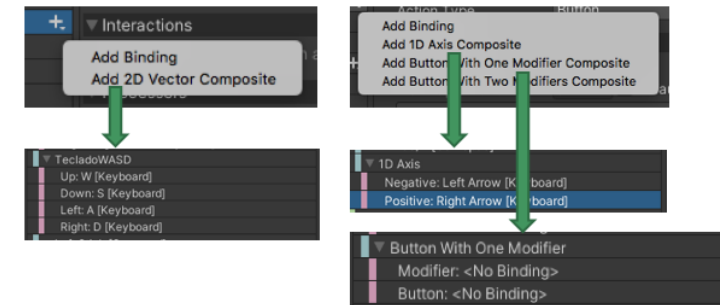 Interactions
Add Binding
Add 2D Vector Composite
TecladoWASD
Up: W [Keyboard]
Down: S [Keyboard]
Left: A [Keyboard]
Right: D [Keyboard]
Action Type
Button
Add Binding
Add 1D Axis Composite
Add Button With One Modifier Composite
Add Button With Two Modifiers Composite
1D Axis
Negative: Left Arrow [Keyboard]
Positive: Right Arrow [Keyboard]
Button With One Modifier
Modifier: <No Binding>
Button: <No Binding>